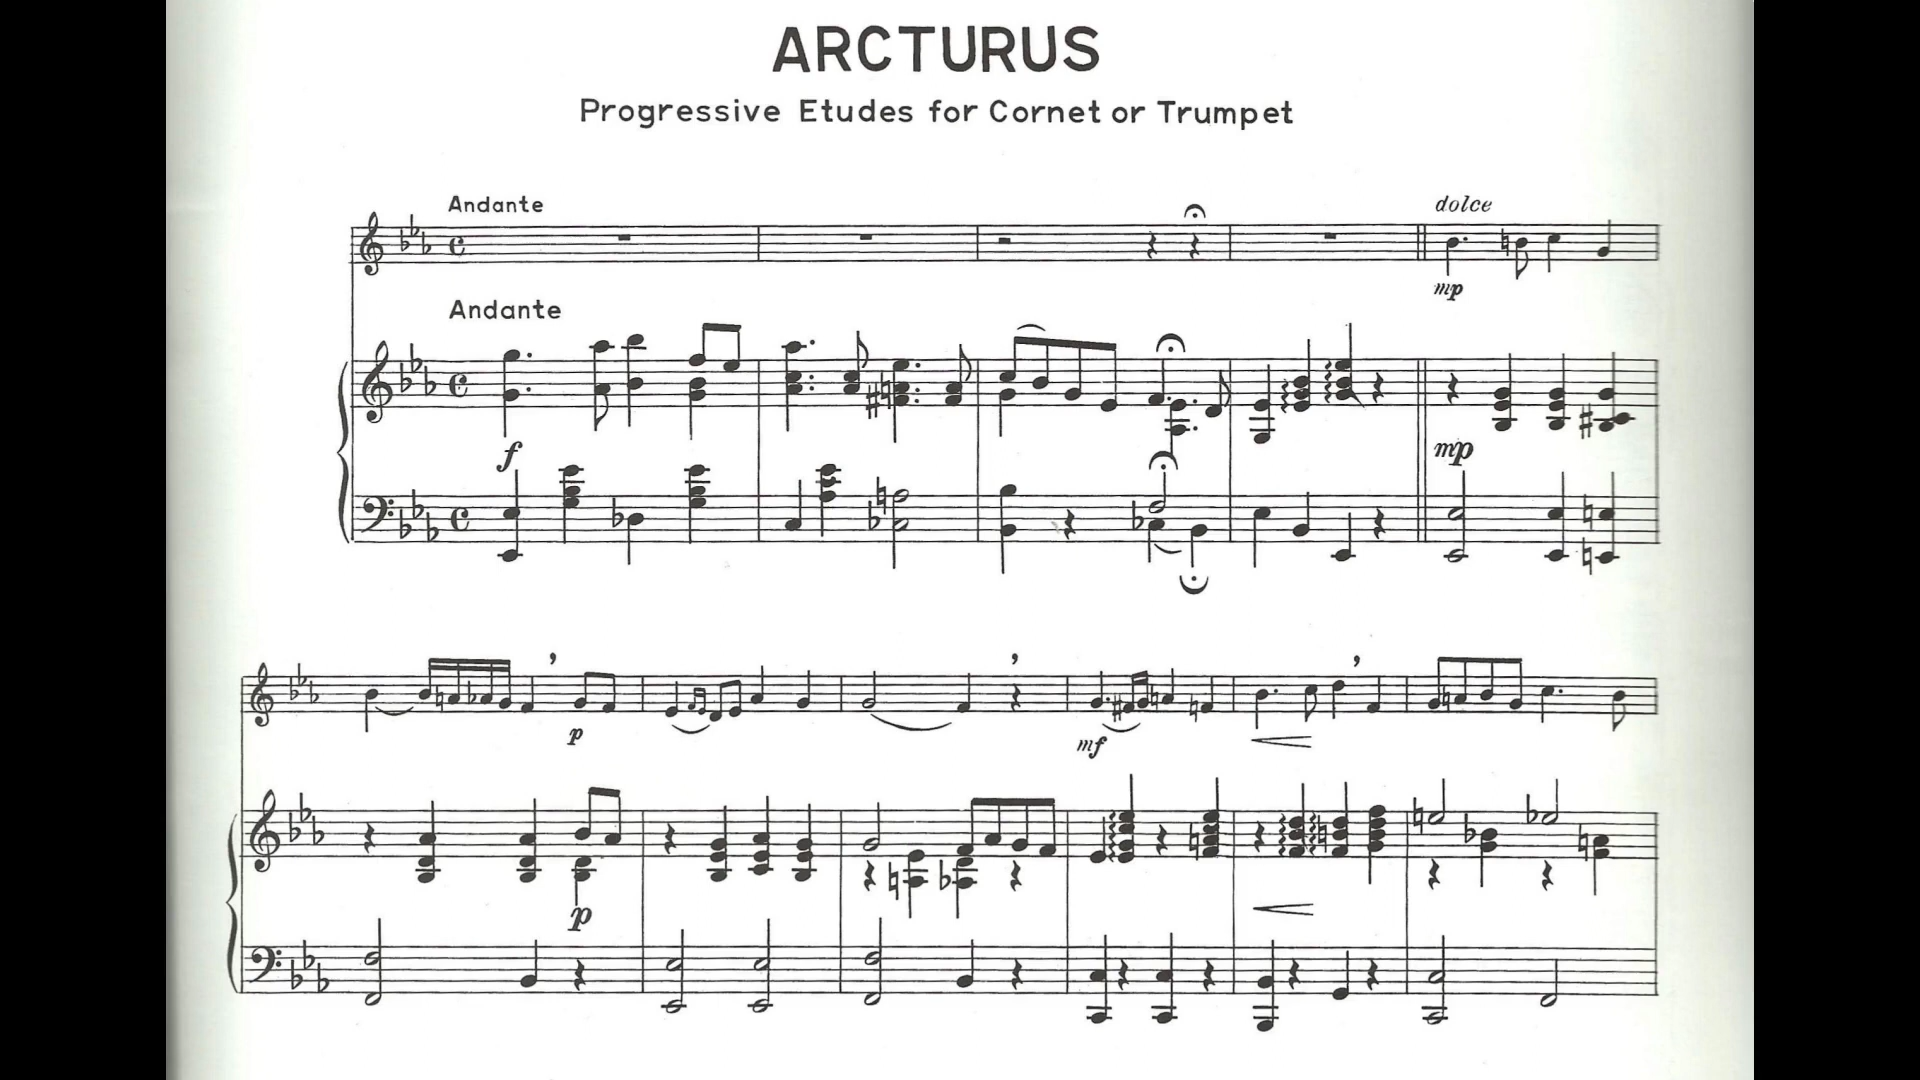 ARCTURUS
Progressive Etudes for Cornet or Trumpet
Andante
dolce
mp
Andante
f
mp
p
mf
p